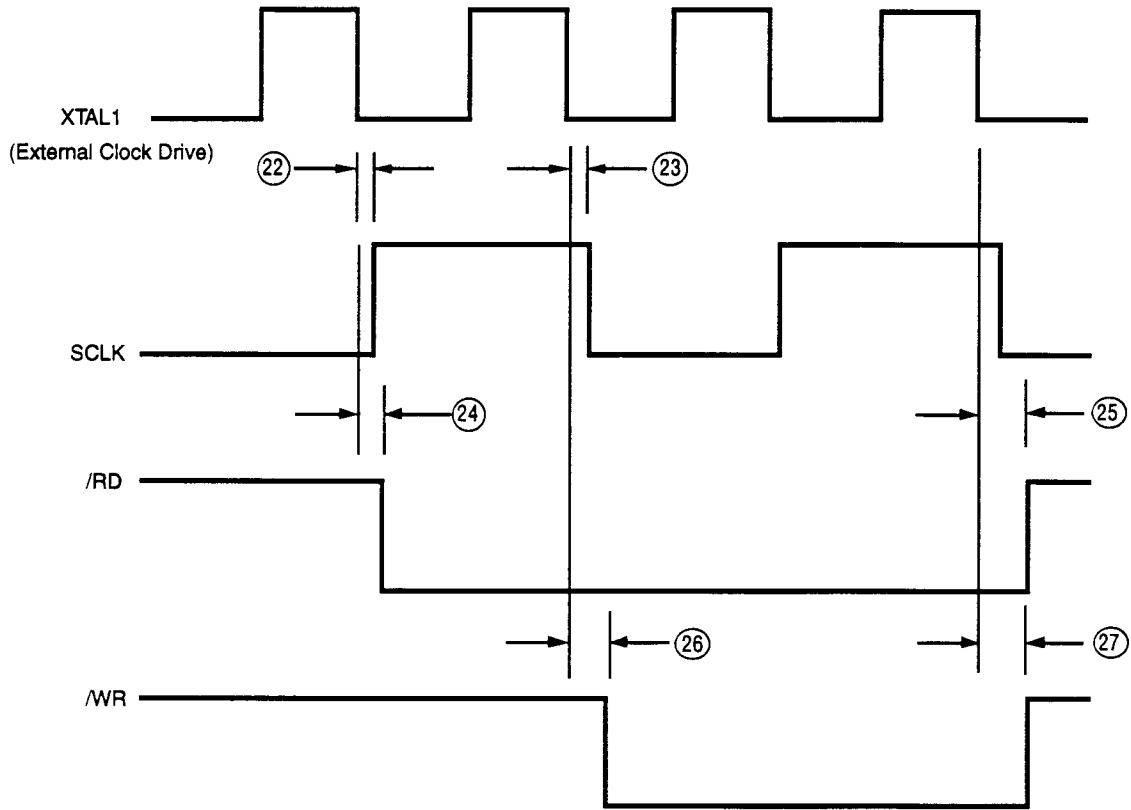 XTAL1
(External Clock Drive)
22
23
SCLK
24
25
/RD
26
27
/WR